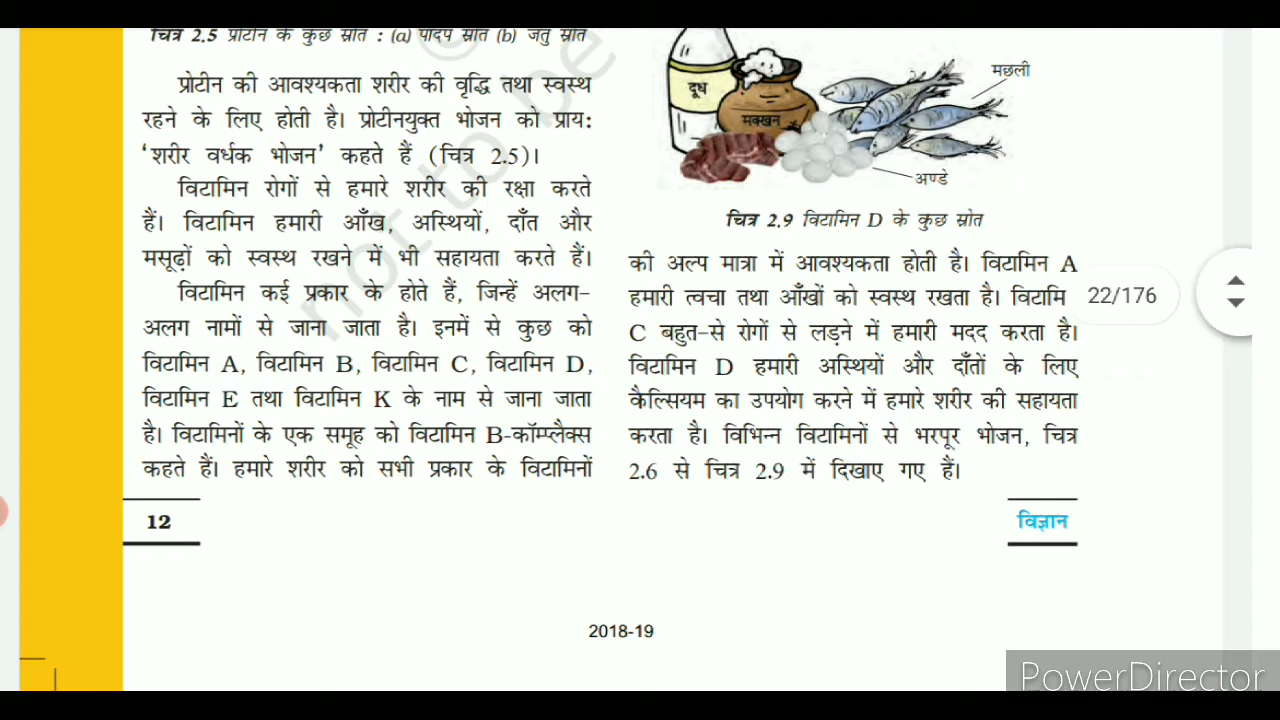 चित्र 2.5 प्रोटीन के कुछ स्रोत : (a) पादप स्रोत (b) जंतु स्रोत
प्रोटीन की आवश्यकता शरीर की वृद्धि तथा स्वस्थ
रहने के लिए होती है। प्रोटीनयुक्त भोजन को प्राय:
‘शरीर वर्धक भोजन’ कहते हैं (चित्र 2.5)।
विटामिन रोगों से हमारे शरीर की रक्षा करते
हैं। विटामिन हमारी आँख, अस्थियों, दाँत और
मसूढ़ों को स्वस्थ रखने में भी सहायता करते हैं।
विटामिन कई प्रकार के होते हैं, जिन्हें अलग-
अलग नामों से जाना जाता है। इनमें से कुछ को
विटामिन A, विटामिन B, विटामिन C, विटामिन D,
विटामिन E तथा विटामिन K के नाम से जाना जाता
है। विटामिनों के एक समूह को विटामिन B-कॉम्प्लैक्स
कहते हैं। हमारे शरीर को सभी प्रकार के विटामिनों
दूध
मक्खन
मछली
अण्डे
चित्र 2.9 विटामिन D के कुछ स्रोत
की अल्प मात्रा में आवश्यकता होती है। विटामिन A
हमारी त्वचा तथा आँखों को स्वस्थ रखता है। विटामि
C बहुत-से रोगों से लड़ने में हमारी मदद करता है।
विटामिन D हमारी अस्थियों और दाँतों के लिए
कैल्सियम का उपयोग करने में हमारे शरीर की सहायता
करता है। विभिन्न विटामिनों से भरपूर भोजन, चित्र
2.6 से चित्र 2.9 में दिखाए गए हैं।
22/176
12
विज्ञान
2018-19
not to be
©
PowerDirector